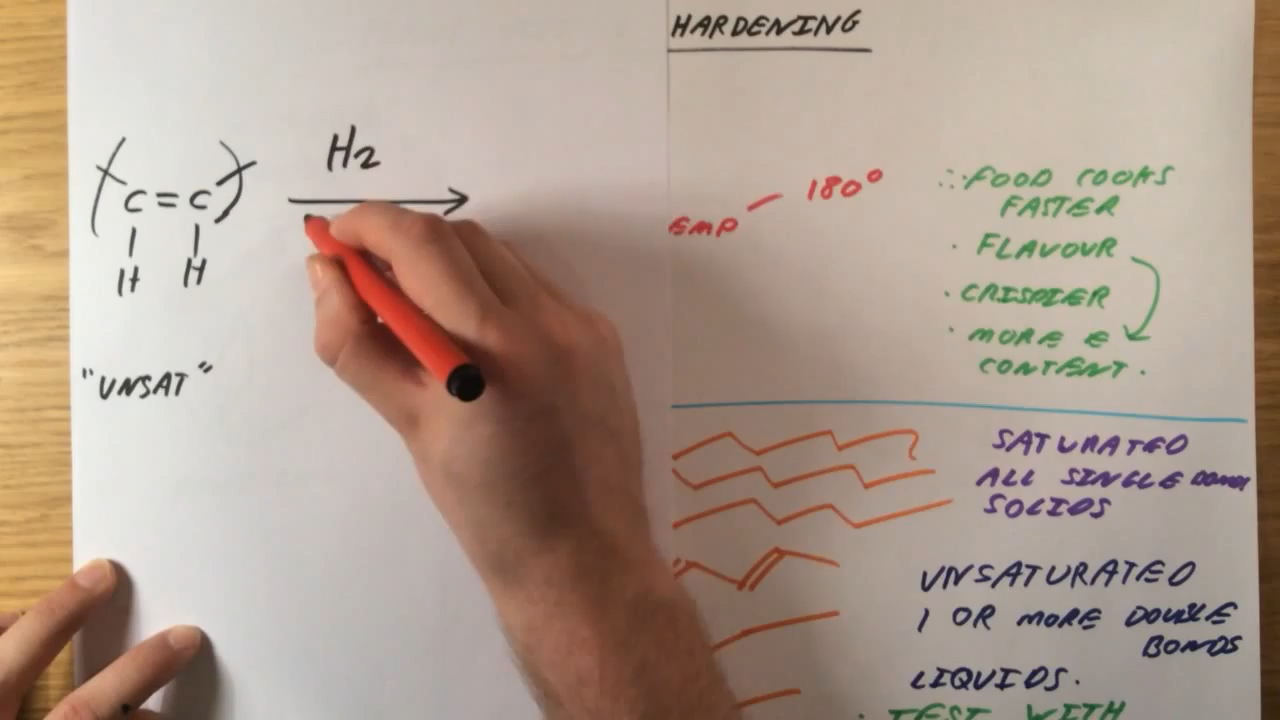 HARDENING
H2
C = C
H H
"UNSAT"
EMP - 180°
∴ FOOD COOKS
FASTER
· FLAVOUR
· CRISPIER
· MORE E
CONTENT.
SATURATED
ALL SINGLE BONDS
SOLIDS
UNSATURATED
1 OR MORE DOUBLE
BONDS
LIQUIDS.
· TEST WITH